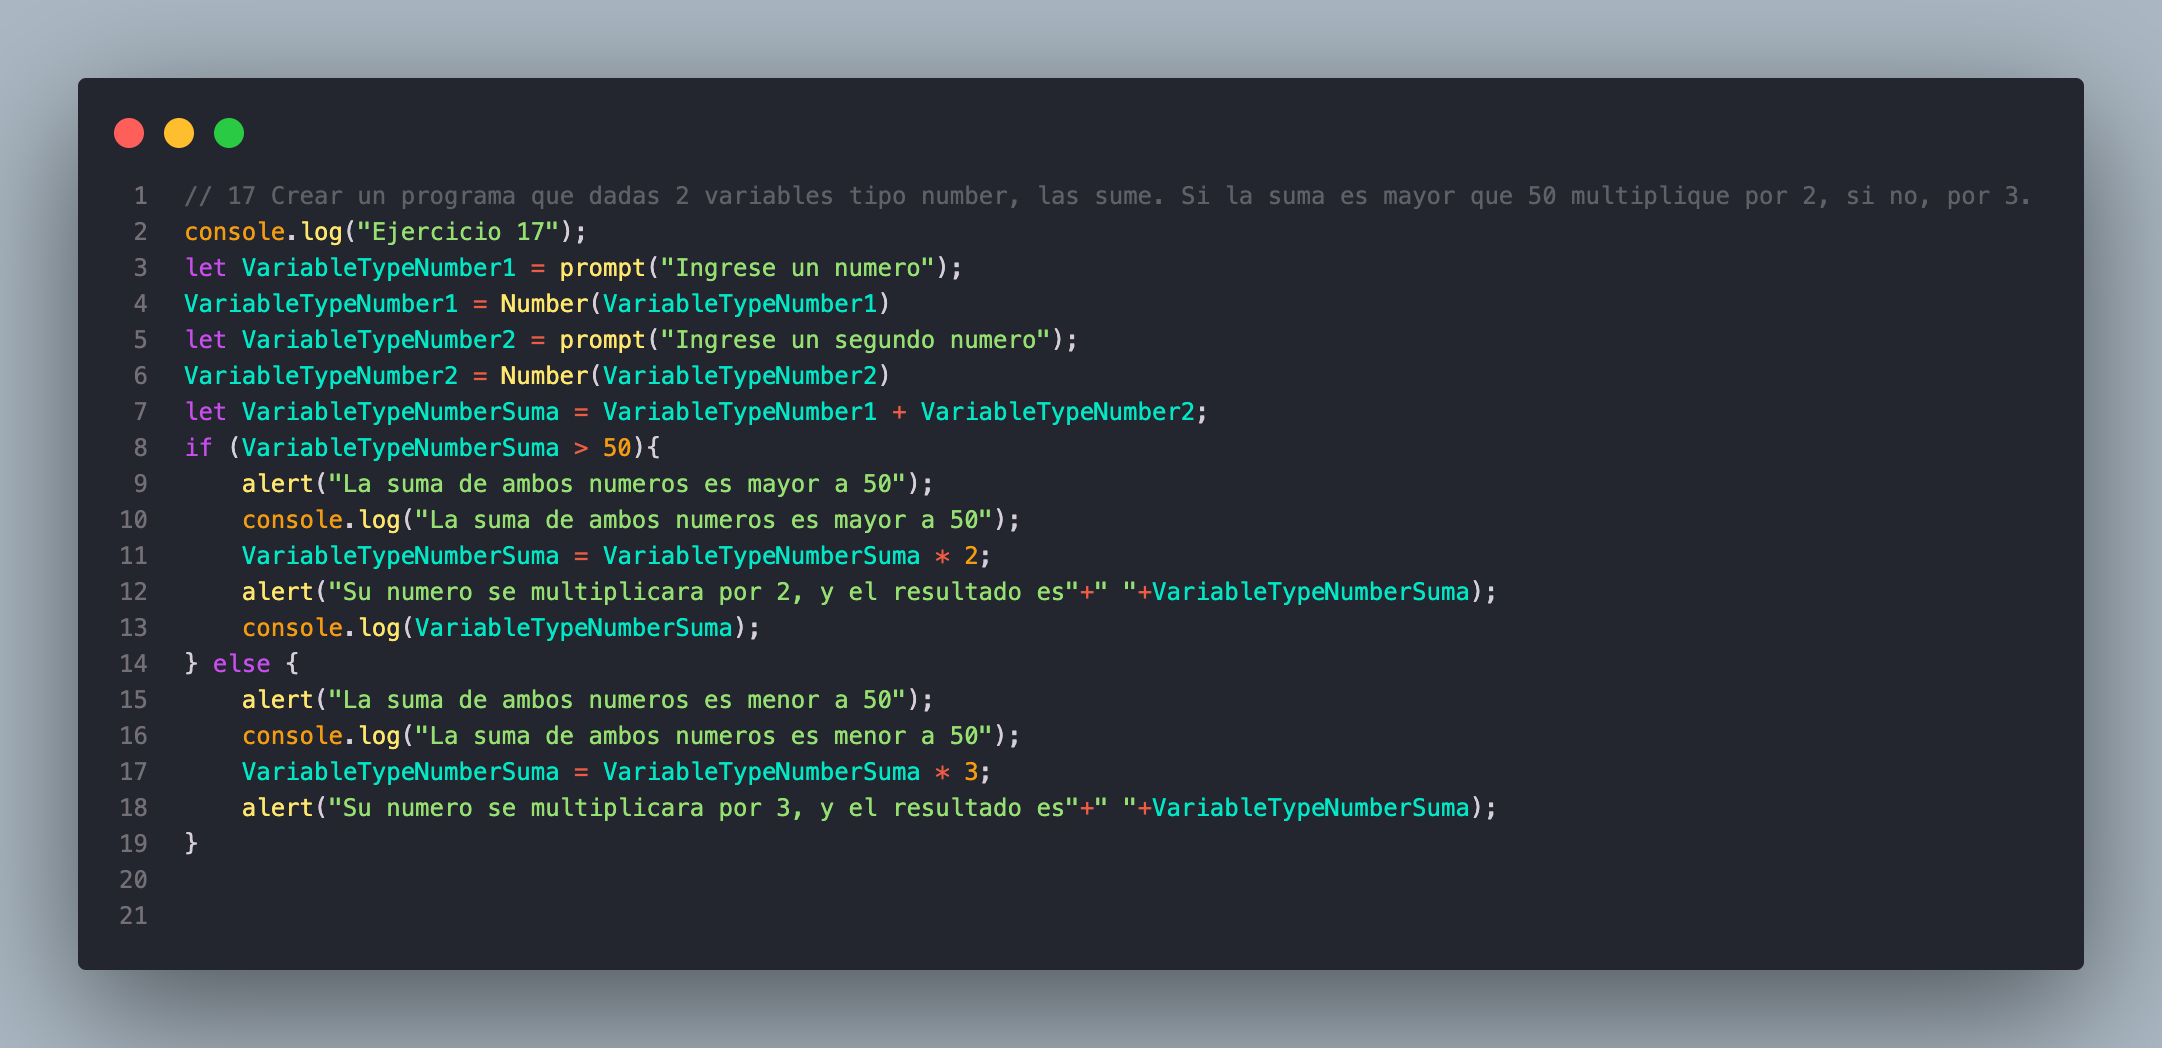 1 // 17 Crear un programa que dadas 2 variables tipo number, las sume. Si la suma es mayor que 50 multiplique por 2, si no, por 3.
2 console.log("Ejercicio 17");
3 let VariableTypeNumber1 = prompt("Ingrese un numero");
4 VariableTypeNumber1 = Number(VariableTypeNumber1)
5 let VariableTypeNumber2 = prompt("Ingrese un segundo numero");
6 VariableTypeNumber2 = Number(VariableTypeNumber2)
7 let VariableTypeNumberSuma = VariableTypeNumber1 + VariableTypeNumber2;
8 if (VariableTypeNumberSuma > 50){
9     alert("La suma de ambos numeros es mayor a 50");
10     console.log("La suma de ambos numeros es mayor a 50");
11     VariableTypeNumberSuma = VariableTypeNumberSuma * 2;
12     alert("Su numero se multiplicara por 2, y el resultado es"+" "+VariableTypeNumberSuma);
13     console.log(VariableTypeNumberSuma);
14 } else {
15     alert("La suma de ambos numeros es menor a 50");
16     console.log("La suma de ambos numeros es menor a 50");
17     VariableTypeNumberSuma = VariableTypeNumberSuma * 3;
18     alert("Su numero se multiplicara por 3, y el resultado es"+" "+VariableTypeNumberSuma);
19 }
20
21